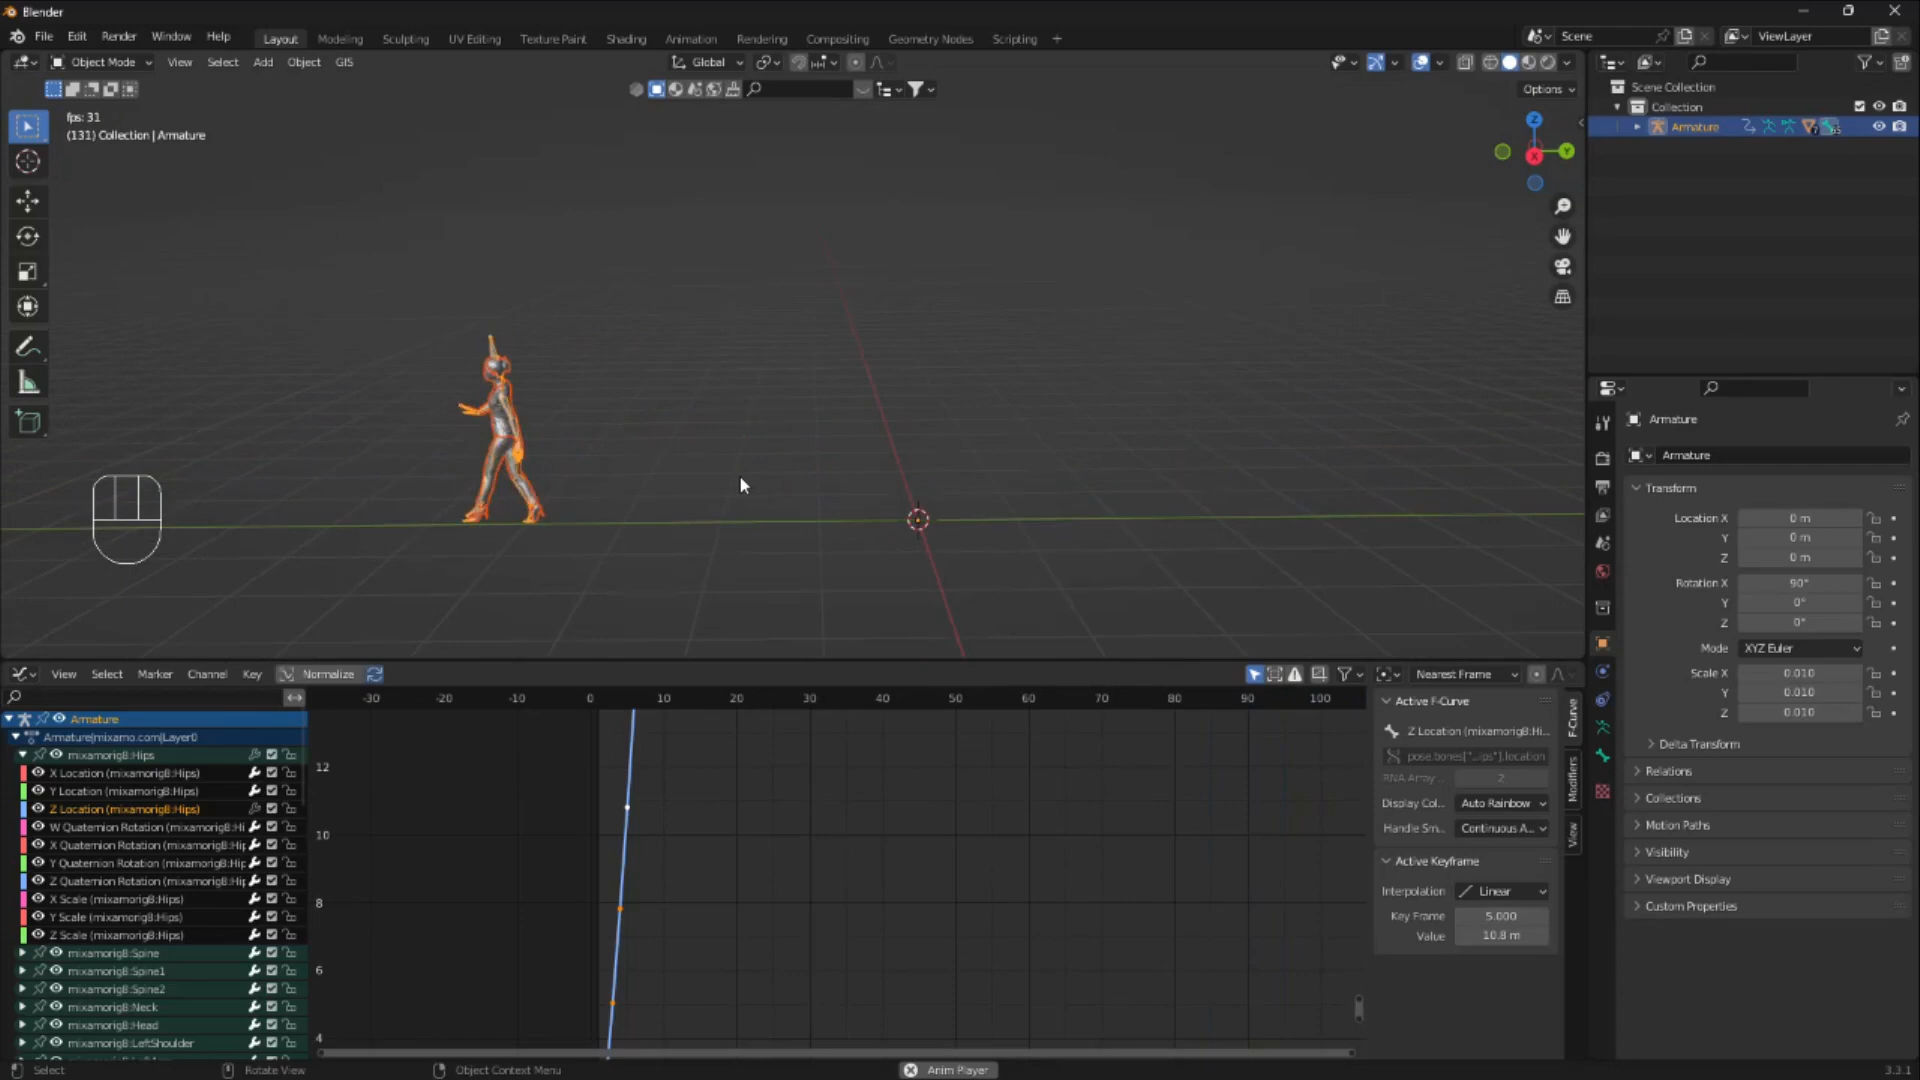 Blender
File Edit Render Window Help Layout Modeling Sculpting UV Editing Texture Paint Shading Animation Rendering Compositing Geometry Nodes Scripting + Scene ViewLayer
Object Mode View Select Add Object GIS Global
Options
fps: 31
(131) Collection | Armature
Z
Y
X
Scene Collection
Collection
Armature
Armature
Armature
Transform
Location X 0 m
Y 0 m
Z 0 m
Rotation X 90°
Y 0°
Z 0°
Mode XYZ Euler
Scale X 0.010
Y 0.010
Z 0.010
Delta Transform
Relations
Collections
Motion Paths
Visibility
Viewport Display
Custom Properties
View Select Marker Channel Key Normalize Nearest Frame
-30 -20 -10 0 10 20 30 40 50 60 70 80 90 100
12
10
8
6
4
Armature
Armature|mixamo.com|Layer0
mixamorig8:Hips
X Location (mixamorig8:Hips)
Y Location (mixamorig8:Hips)
Z Location (mixamorig8:Hips)
W Quaternion Rotation (mixamorig8:Hi
X Quaternion Rotation (mixamorig8:Hip
Y Quaternion Rotation (mixamorig8:Hip
Z Quaternion Rotation (mixamorig8:Hip
X Scale (mixamorig8:Hips)
Y Scale (mixamorig8:Hips)
Z Scale (mixamorig8:Hips)
mixamorig8:Spine
mixamorig8:Spine1
mixamorig8:Spine2
mixamorig8:Neck
mixamorig8:Head
mixamorig8:LeftShoulder
Active F-Curve
Z Location (mixamorig8:Hi...
pose.bones["...ips"].location
RNA Array... 2
Display Col... Auto Rainbow
Handle Sm... Continuous A...
Active Keyframe
Interpolation Linear
Key Frame 5.000
Value 10.8 m
F-Curve
Modifiers
View
Select Rotate View Object Context Menu Anim Player 3.3.1